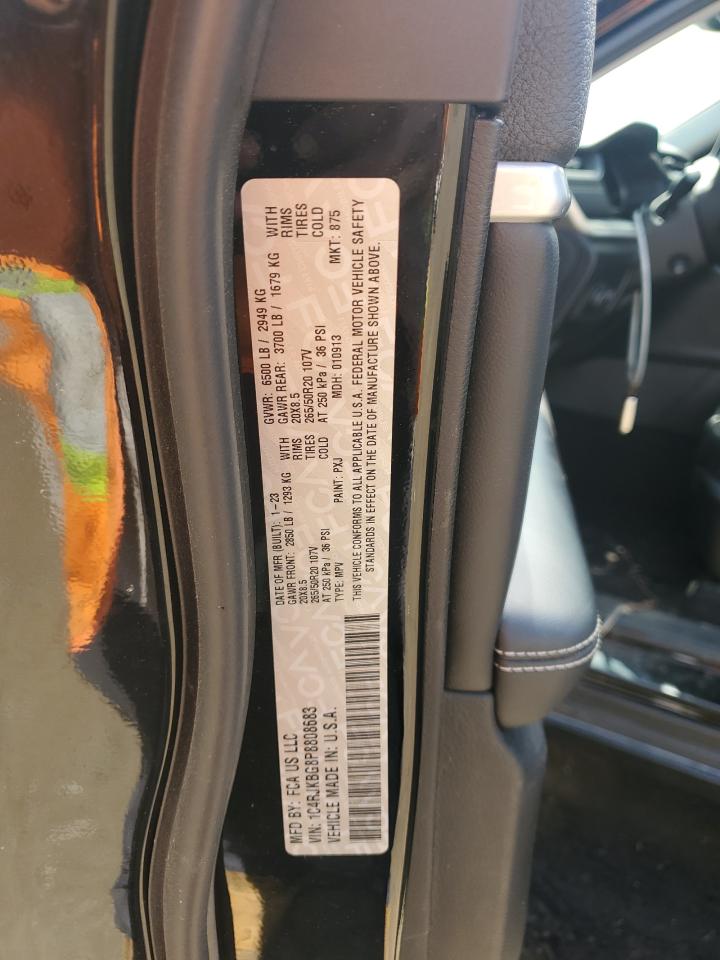 MFD BY: FCA US LLC
VIN: 1C4RJKBG8P8808683
VEHICLE MADE IN: U.S.A.
DATE OF MFR (BUILT): 1-23
GAWR FRONT: 2850 LB / 1293 KG WITH
20X8.5 RIMS
265/50R20 107V TIRES
AT 250 kPa / 36 PSI COLD
TYPE: MPV PAINT: PXJ
GVWR: 6500 LB / 2949 KG
GAWR REAR: 3700 LB / 1679 KG WITH
20X8.5 RIMS
265/50R20 107V TIRES
AT 250 kPa / 36 PSI COLD
MDH: 010913 MKT: 875
THIS VEHICLE CONFORMS TO ALL APPLICABLE U.S.A. FEDERAL MOTOR VEHICLE SAFETY
STANDARDS IN EFFECT ON THE DATE OF MANUFACTURE SHOWN ABOVE.